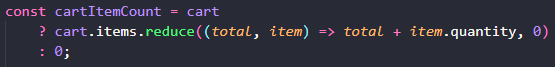 const cartItemCount = cart
    ? cart.items.reduce((total, item) => total + item.quantity, 0)
    : 0;